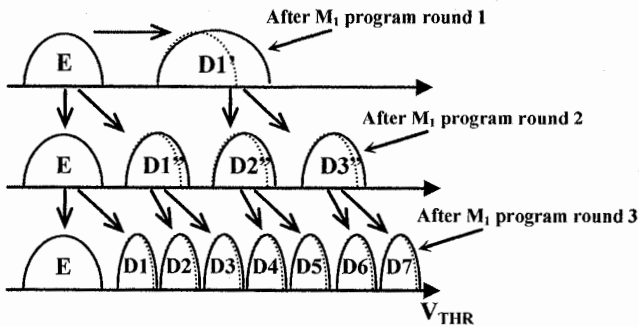 After M₁ program round 1
E
D1'
After M₁ program round 2
E D1'' D2'' D3''
After M₁ program round 3
E D1 D2 D3 D4 D5 D6 D7
V_THR